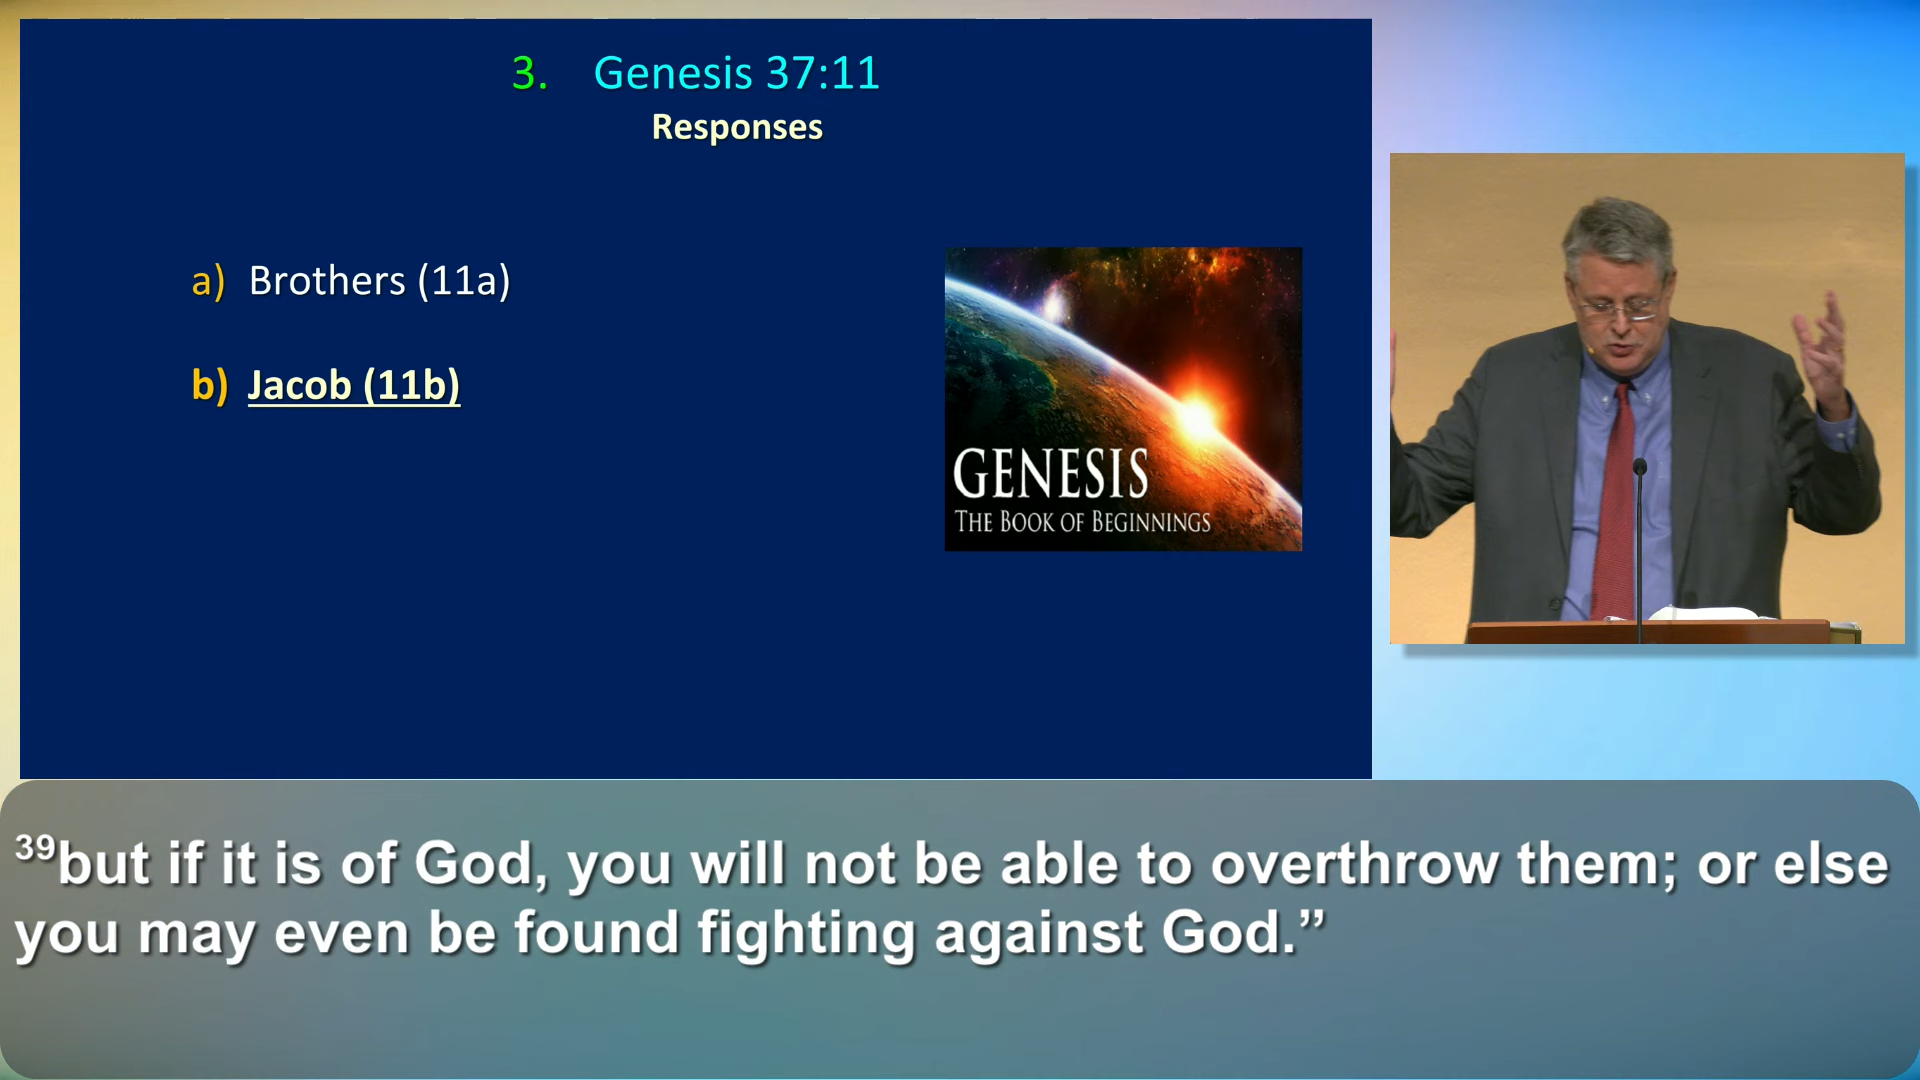 3. Genesis 37:11
Responses
a) Brothers (11a)
b) Jacob (11b)
GENESIS
THE BOOK OF BEGINNINGS
39but if it is of God, you will not be able to overthrow them; or else
you may even be found fighting against God.”